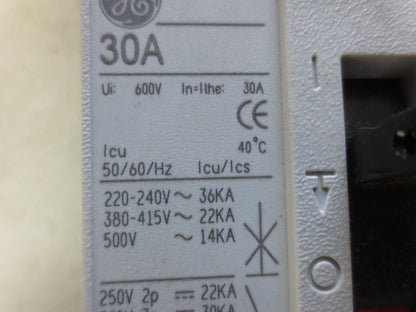 30A
Ui: 600V In=Ithe: 30A
CE
40°C
Icu
50/60/Hz Icu/Ics
220-240V ~ 36KA
380-415V ~ 22KA
500V ~ 14KA
250V 2p ⎓ 22KA
I
O